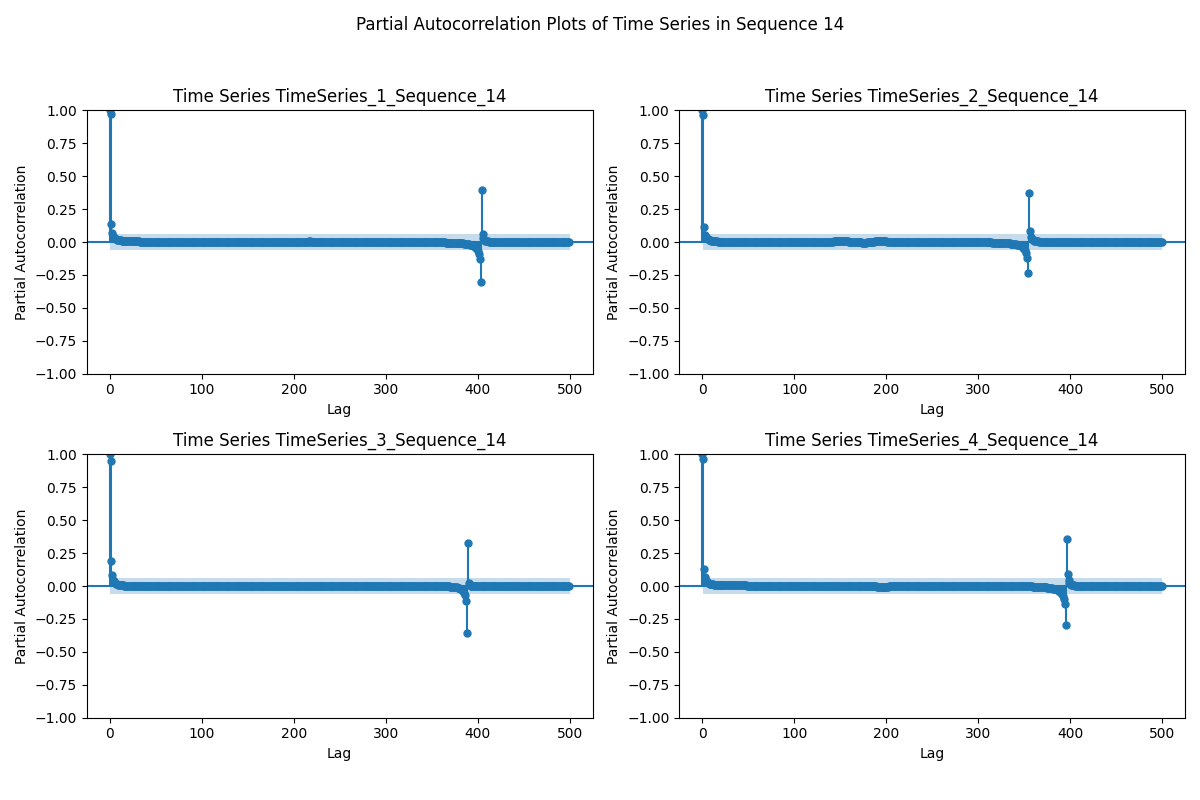 Partial Autocorrelation Plots of Time Series in Sequence 14
Time Series TimeSeries_1_Sequence_14
1.00
0.75
0.50
0.25
0.00
−0.25
−0.50
−0.75
−1.00
Partial Autocorrelation
0 100 200 300 400 500
Lag
Time Series TimeSeries_2_Sequence_14
1.00
0.75
0.50
0.25
0.00
−0.25
−0.50
−0.75
−1.00
Partial Autocorrelation
0 100 200 300 400 500
Lag
Time Series TimeSeries_3_Sequence_14
1.00
0.75
0.50
0.25
0.00
−0.25
−0.50
−0.75
−1.00
Partial Autocorrelation
0 100 200 300 400 500
Lag
Time Series TimeSeries_4_Sequence_14
1.00
0.75
0.50
0.25
0.00
−0.25
−0.50
−0.75
−1.00
Partial Autocorrelation
0 100 200 300 400 500
Lag